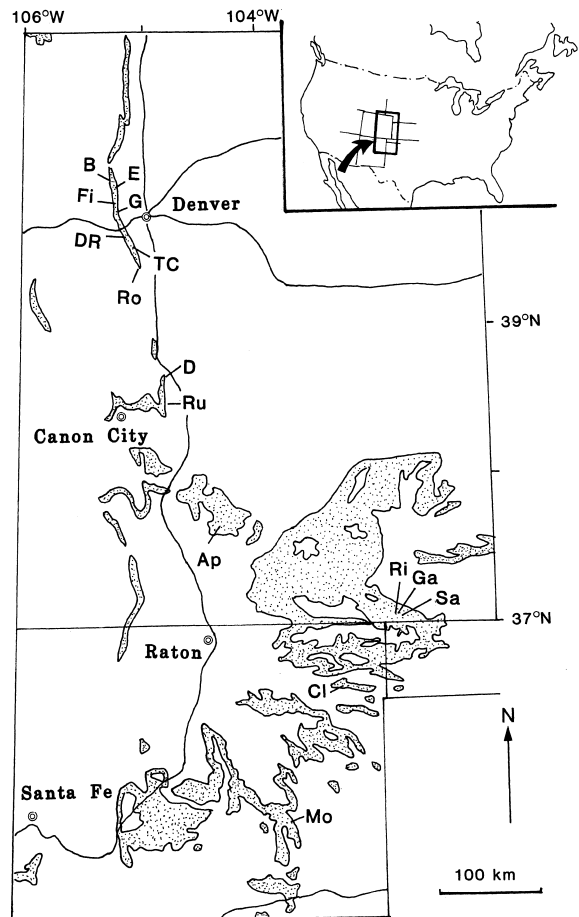 106°W
104°W
B
E
Fi
G
Denver
DR
TC
Ro
39°N
D
Ru
Canon City
Ap
Ri
Ga
Sa
37°N
Raton
Cl
N
Santa Fe
Mo
100 km